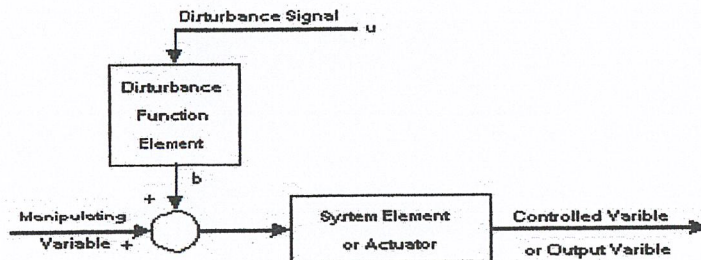 Disturbance Signal
u
Disturbance
Function
Element
b
+
Manipulating
Variable +
System Element
or Actuator
Controlled Varible
or Output Varible